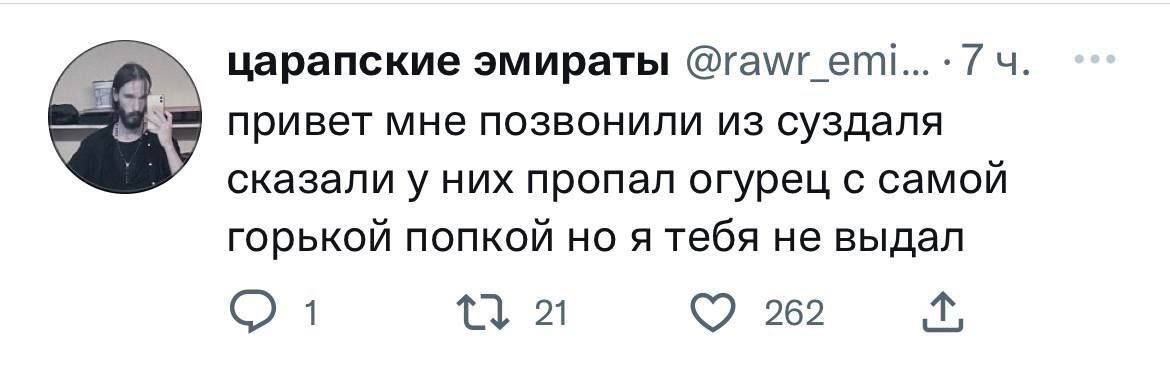 царапские эмираты @rawr_emi... · 7 ч.
привет мне позвонили из суздаля
сказали у них пропал огурец с самой
горькой попкой но я тебя не выдал
1 21 262